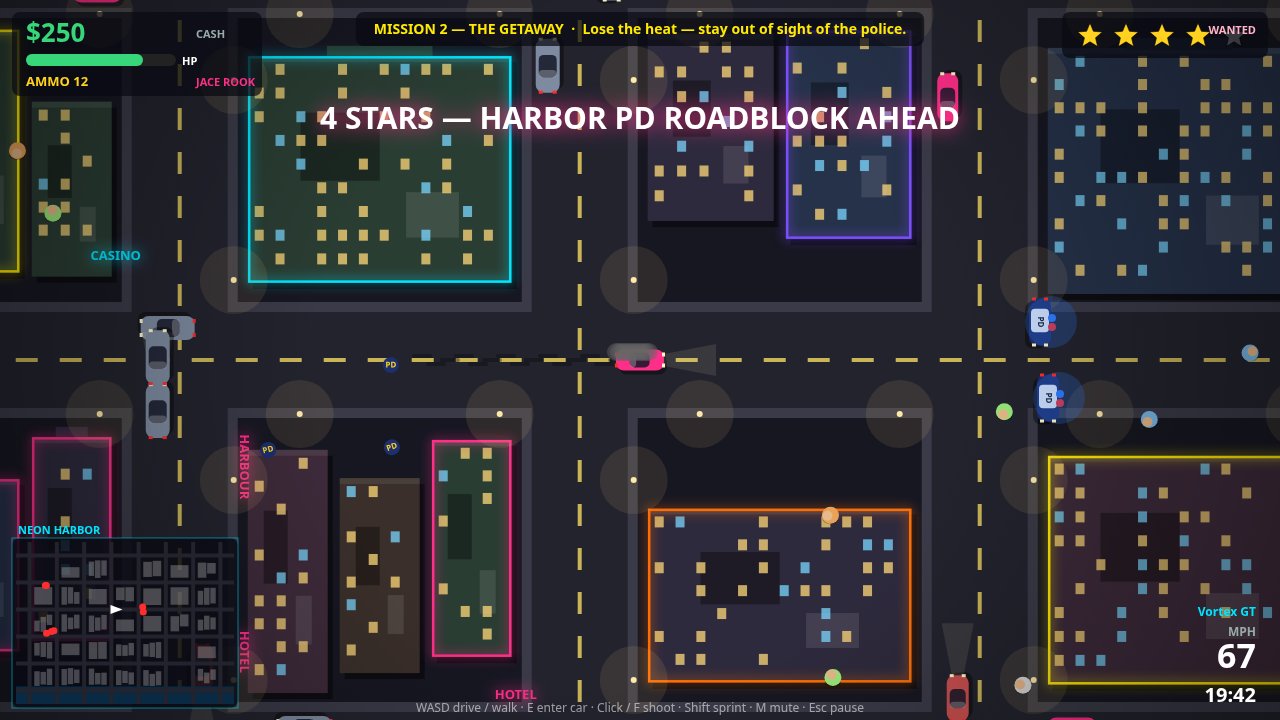 $250
CASH
MISSION 2 — THE GETAWAY · Lose the heat — stay out of sight of the police.
WANTED
HP
AMMO 12
JACE ROOK
4 STARS — HARBOR PD ROADBLOCK AHEAD
CASINO
PD
PD
PD
PD
PD
HARBOUR
HOTEL
NEON HARBOR
Vortex GT
MPH
67
HOTEL
19:42
WASD drive / walk · E enter car · Click / F shoot · Shift sprint · M mute · Esc pause